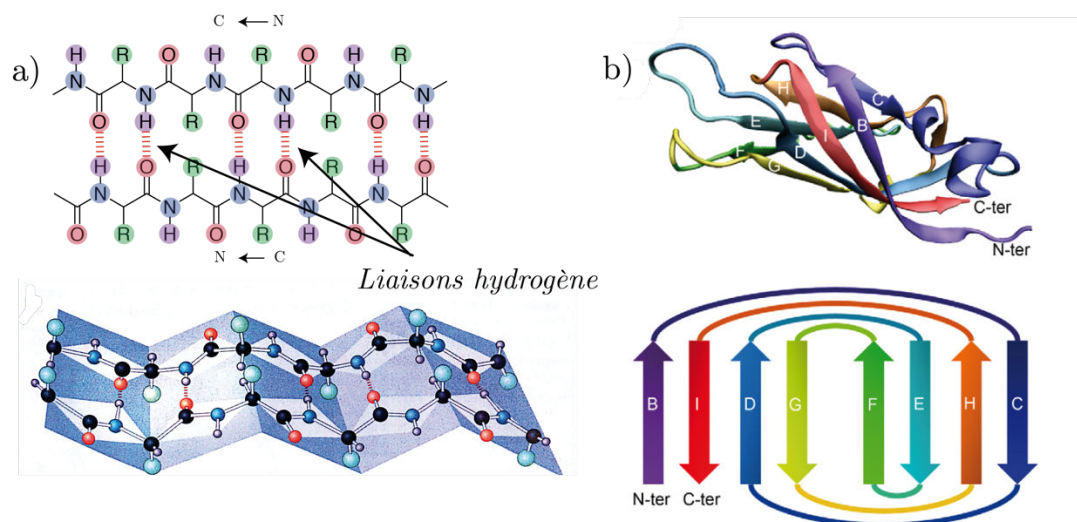 C ← N
a)
H R O H R O H R
N N N N N N
O H R O H R O H
H O R H O R H O
N N N N N
O R H O R H O R
N ← C
Liaisons hydrogène
b)
H C
E I B
F D
G
C-ter
N-ter
B I D G F E H C
N-ter C-ter